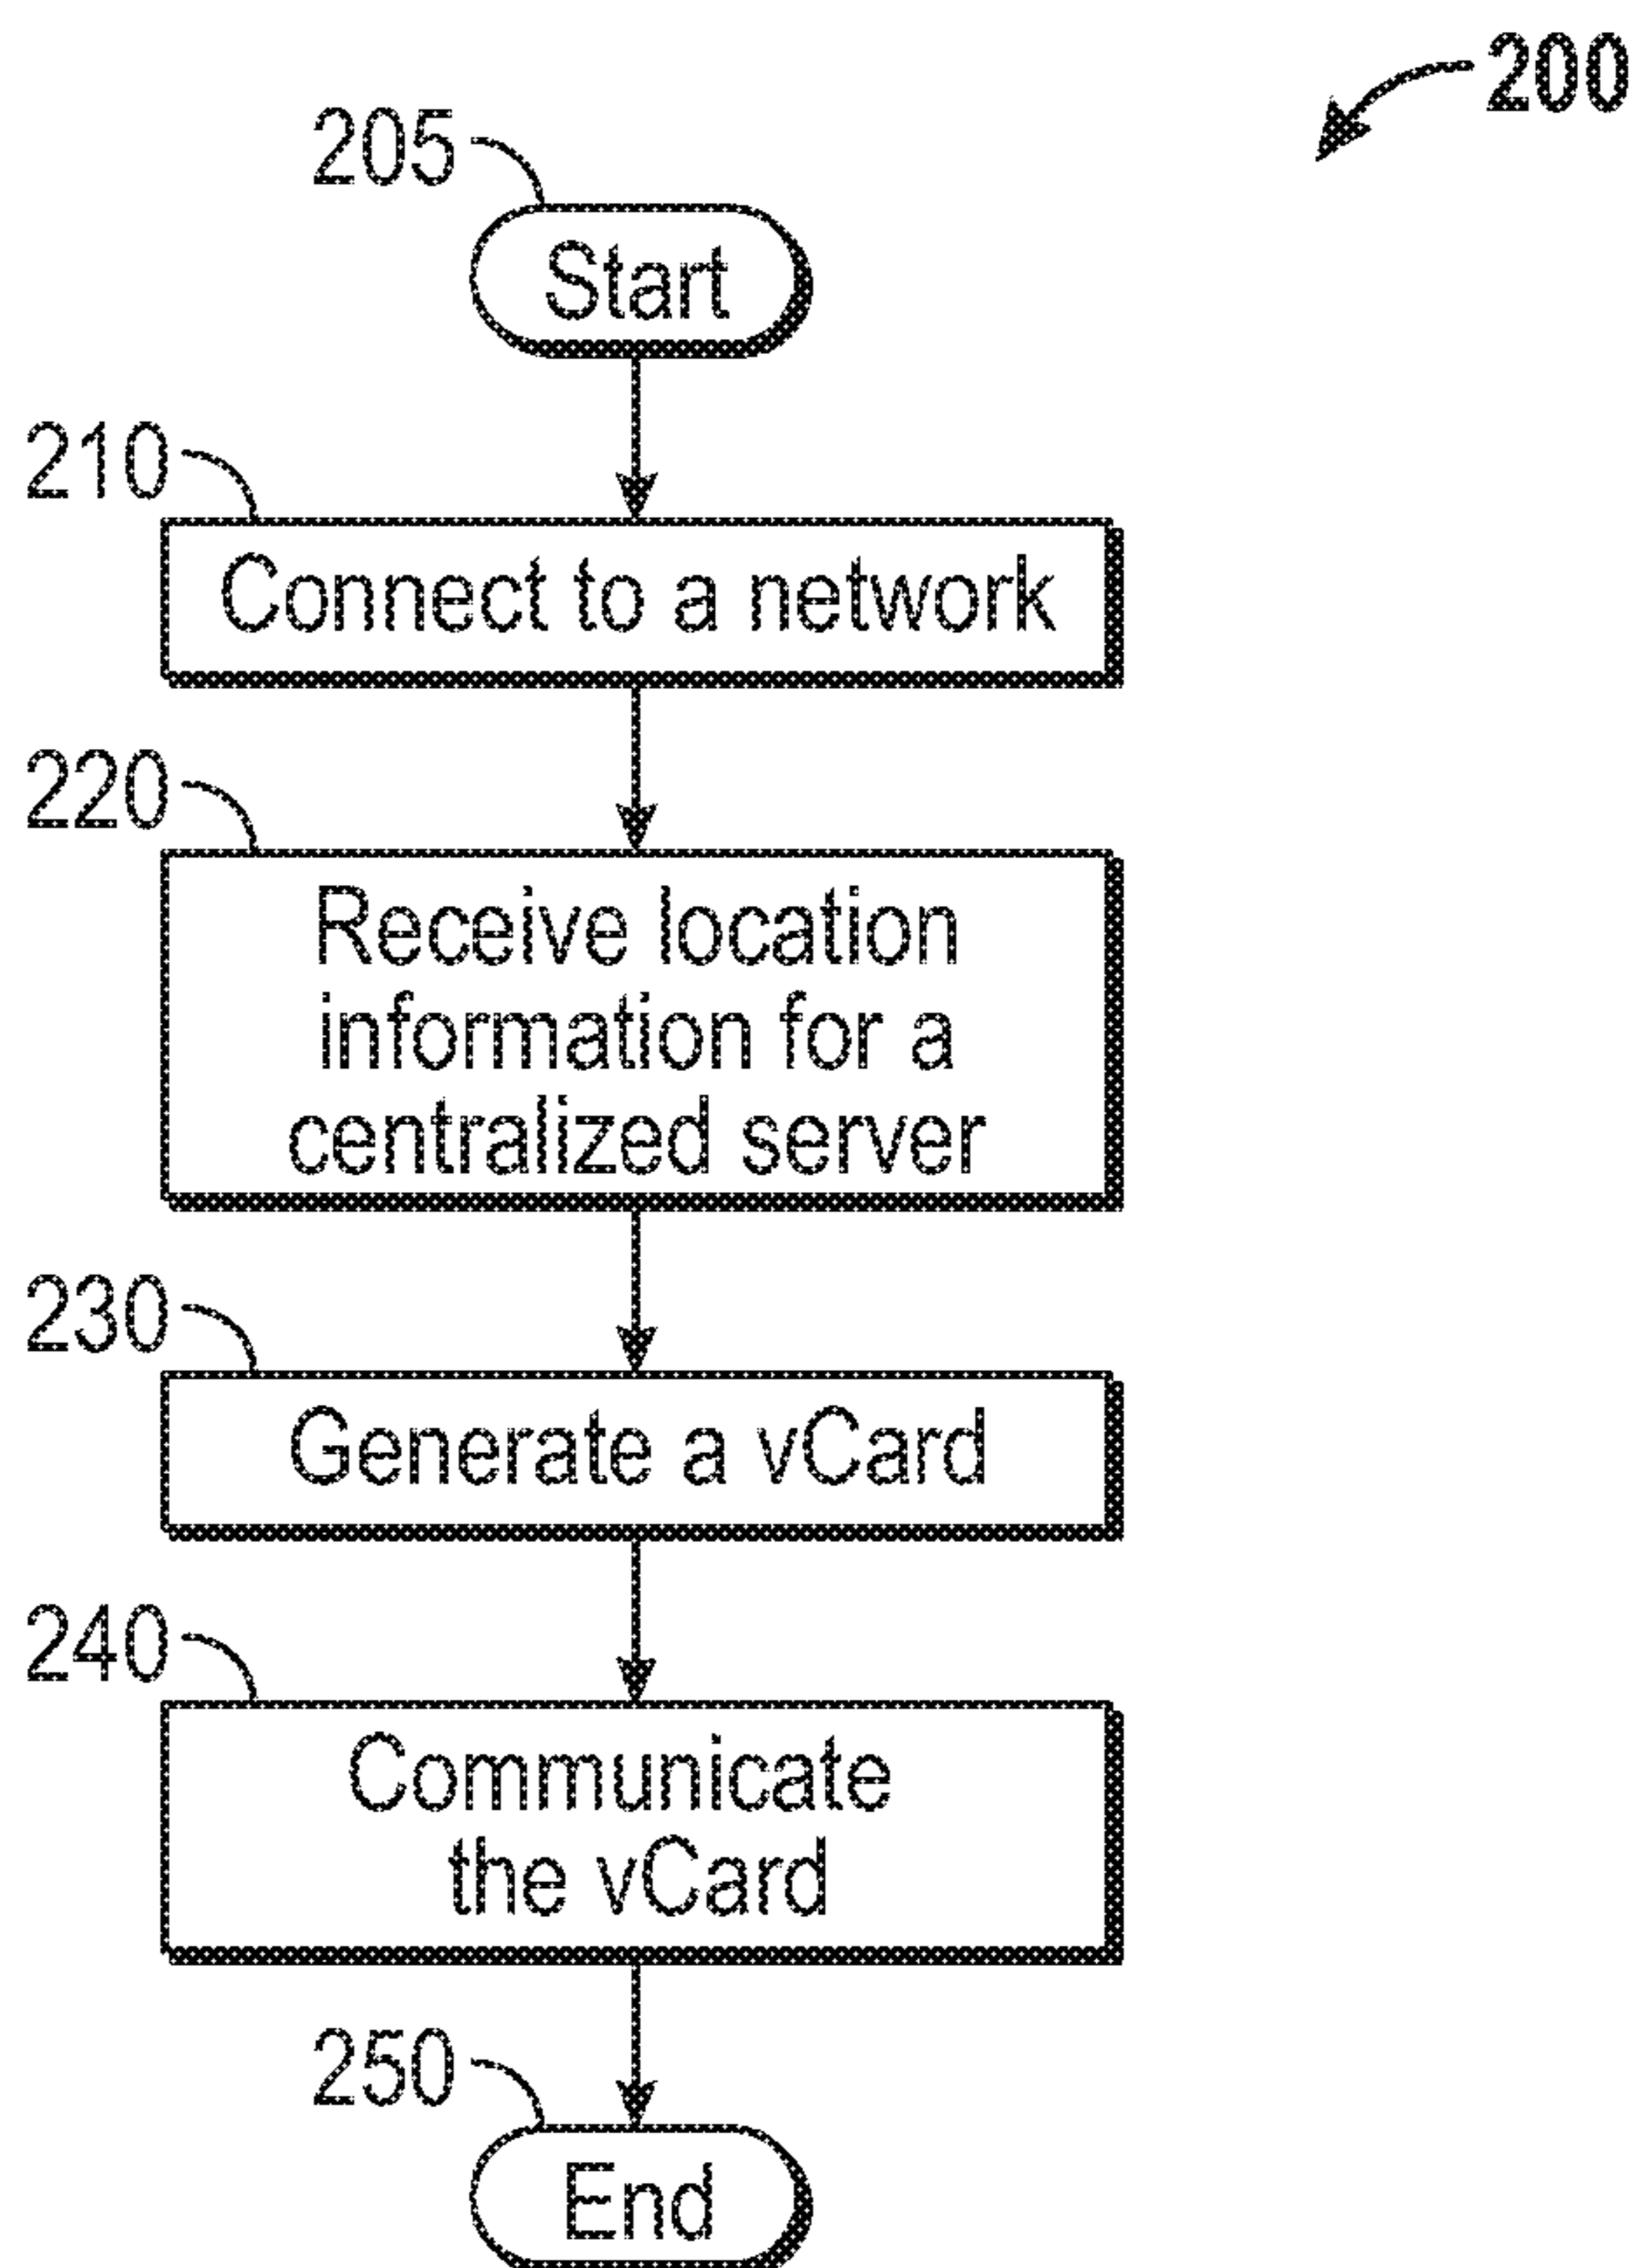 200
205
Start
210
Connect to a network
220
Receive location
information for a
centralized server
230
Generate a vCard
240
Communicate
the vCard
250
End